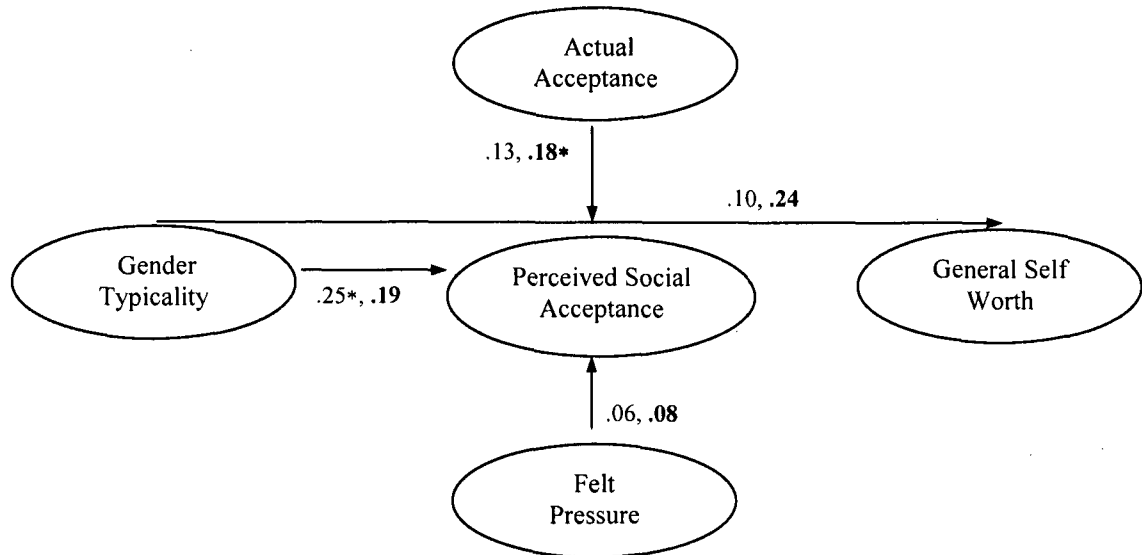 Actual
Acceptance
.13, .18*
.10, .24
Gender
Typicality
.25*, .19
Perceived Social
Acceptance
General Self
Worth
.06, .08
Felt
Pressure